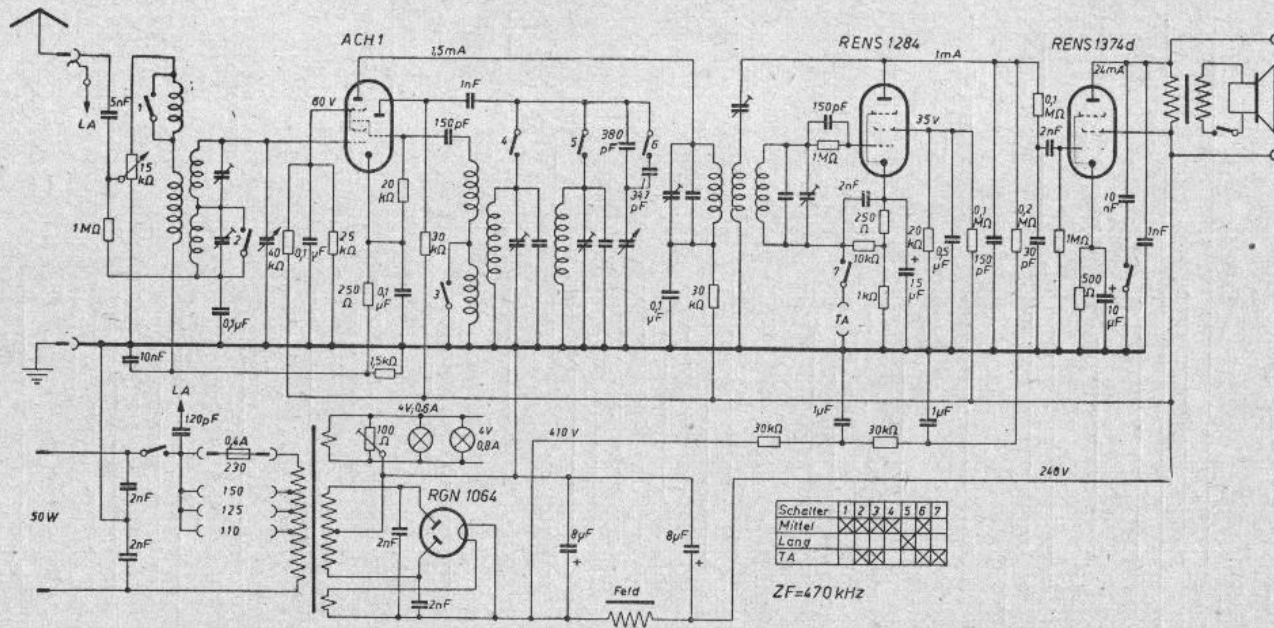 ACH1
1,5mA
RENS 1284
1mA
RENS 1374d
24mA
LA
5nF
1
15 kΩ
1MΩ
2
40 kΩ
0,1µF
60 V
0,1 µF
25 kΩ
150pF
20 kΩ
250 Ω
0,1 µF
1nF
30 kΩ
3
4
5
380 pF
6
342 pF
0,1 µF
30 kΩ
150pF
1MΩ
35V
2nF
250 Ω
10kΩ
7
TA
1kΩ
+
15 µF
20 kΩ
0,5 µF
0,1 MΩ
150 pF
0,2 MΩ
30 pF
0,1 MΩ
2nF
1MΩ
500 Ω
+
10 µF
10 nF
1nF
10nF
1,5kΩ
LA
120pF
0,4A
230
150
125
110
50W
2nF
2nF
4V,0,6A
100 Ω
4V 0,8A
RGN 1064
2nF
2nF
410 V
30kΩ
1µF
30kΩ
1µF
248V
8µF
+
8µF
+
Feld
Schalter 1 2 3 4 5 6 7
Mittel
Lang
TA
ZF=470 kHz